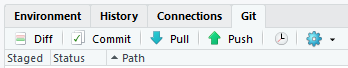 Environment History Connections Git
Diff Commit Pull Push
Staged Status Path